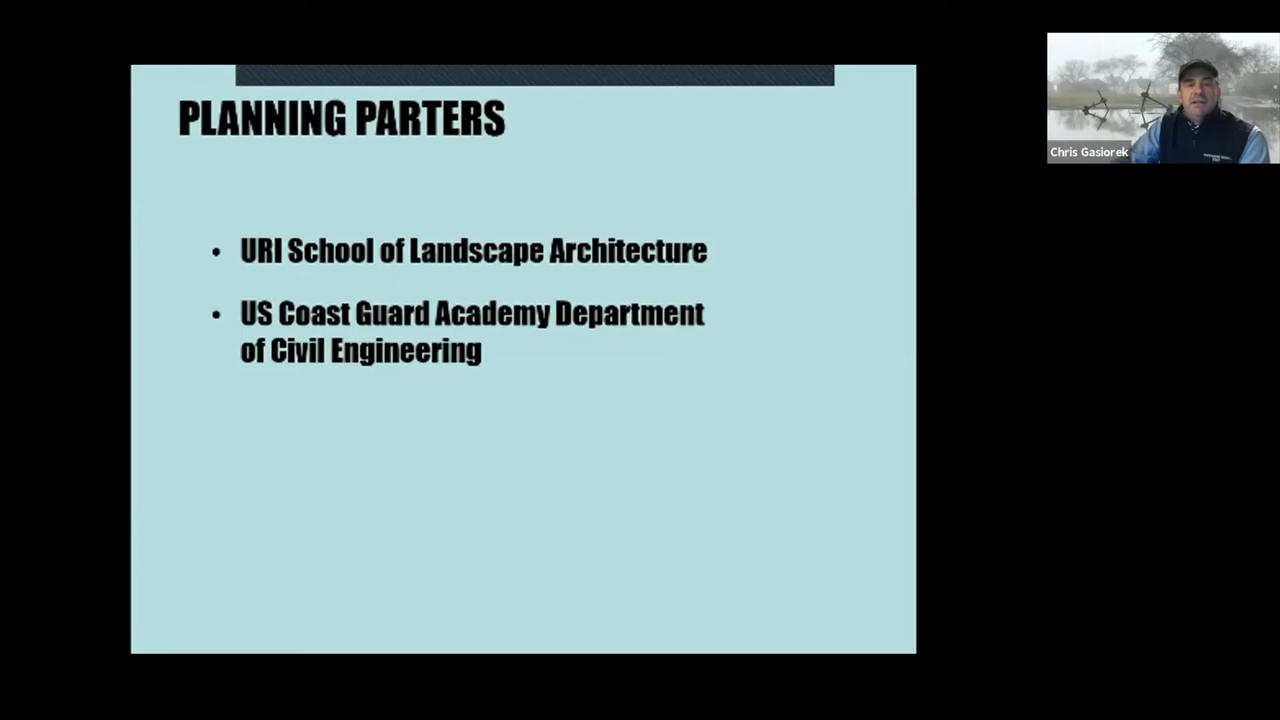 PLANNING PARTERS
• URI School of Landscape Architecture
• US Coast Guard Academy Department
of Civil Engineering
Chris Gasiorek